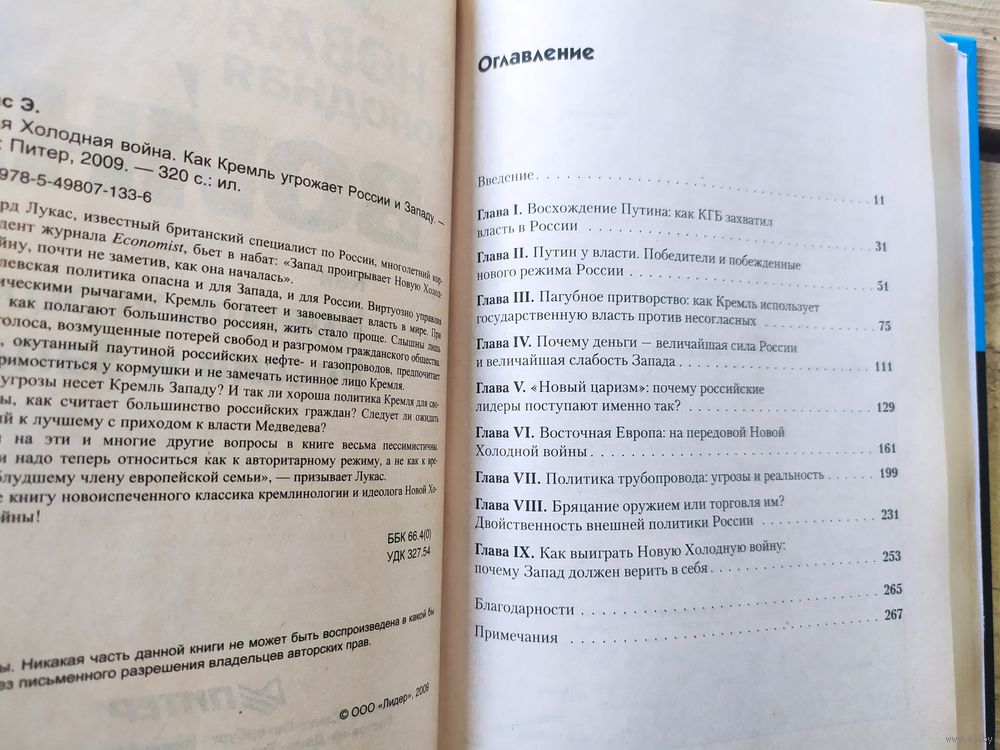 с Э.
я Холодная война. Как Кремль угрожает России и Западу. —
: Питер, 2009. — 320 с.: ил.
978-5-49807-133-6
рд Лукас, известный британский специалист по России, многолетний кор-
дент журнала Economist, бьет в набат: «Запад проигрывает Новую Холод-
йну, почти не заметив, как она началась».
левская политика опасна и для Запада, и для России. Виртуозно управляя
ическими рычагами, Кремль богатеет и завоевывает власть в мире. При
как полагают большинство россиян, жить стало проще. Слышны лишь
голоса, возмущенные потерей свобод и разгромом гражданского общества.
, окутанный паутиной российских нефте- и газопроводов, предпочитает
римоститься у кормушки и не замечать истинное лицо Кремля.
угрозы несет Кремль Западу? И так ли хороша политика Кремля для сво-
ы, как считает большинство российских граждан? Следует ли ожидать
й к лучшему с приходом к власти Медведева?
на эти и многие другие вопросы в книге весьма пессимистичны.
и надо теперь относиться как к авторитарному режиму, а не как к вре-
блудшему члену европейской семьи», — призывает Лукас.
е книгу новоиспеченного классика кремлинологии и идеолога Новой Хо-
йны!
ББК 66.4(0)
УДК 327.54
ы. Никакая часть данной книги не может быть воспроизведена в какой бы
ез письменного разрешения владельцев авторских прав.
© ООО «Лидер», 2009
Оглавление
Введение. 11
Глава I. Восхождение Путина: как КГБ захватил
власть в России 31
Глава II. Путин у власти. Победители и побежденные
нового режима России 51
Глава III. Пагубное притворство: как Кремль использует
государственную власть против несогласных 75
Глава IV. Почему деньги — величайшая сила России
и величайшая слабость Запада 111
Глава V. «Новый царизм»: почему российские
лидеры поступают именно так? 129
Глава VI. Восточная Европа: на передовой Новой
Холодной войны 161
Глава VII. Политика трубопровода: угрозы и реальность 199
Глава VIII. Бряцание оружием или торговля им?
Двойственность внешней политики России 231
Глава IX. Как выиграть Новую Холодную войну:
почему Запад должен верить в себя 253
Благодарности 265
Примечания 267